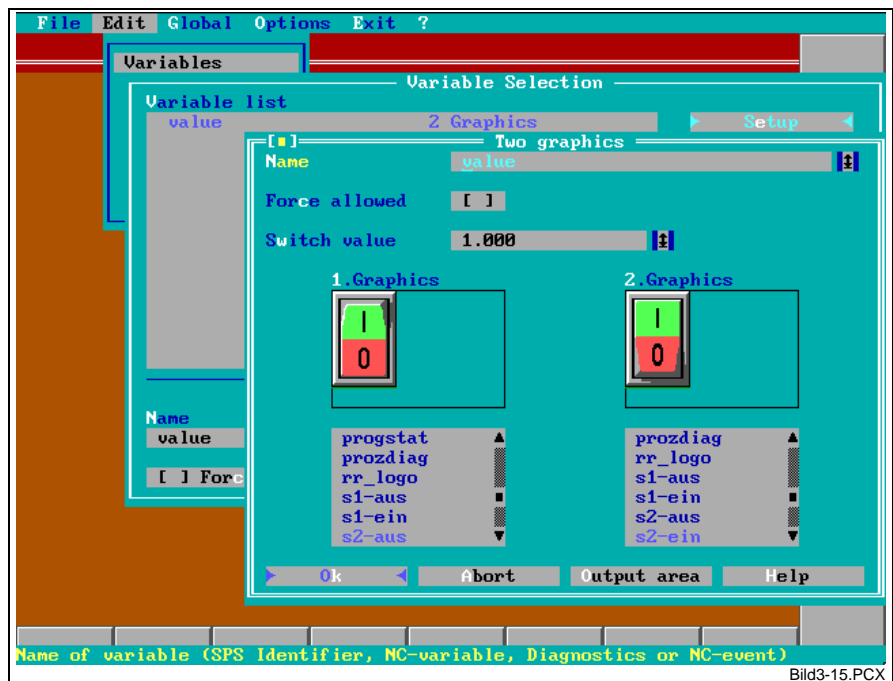 File Edit Global Options Exit ?
Variables
Variable Selection
Variable list
value 2 Graphics Setup
[■] Two graphics
Name value
Force allowed [ ]
Switch value 1.000
1.Graphics 2.Graphics
I I
0 0
progstat prozdiag
prozdiag rr_logo
rr_logo s1-aus
s1-aus s1-ein
s1-ein s2-aus
s2-aus s2-ein
Name
value
[ ] Forc
Ok Abort Output area Help
Name of variable (SPS Identifier, NC-variable, Diagnostics or NC-event)
Bild3-15.PCX